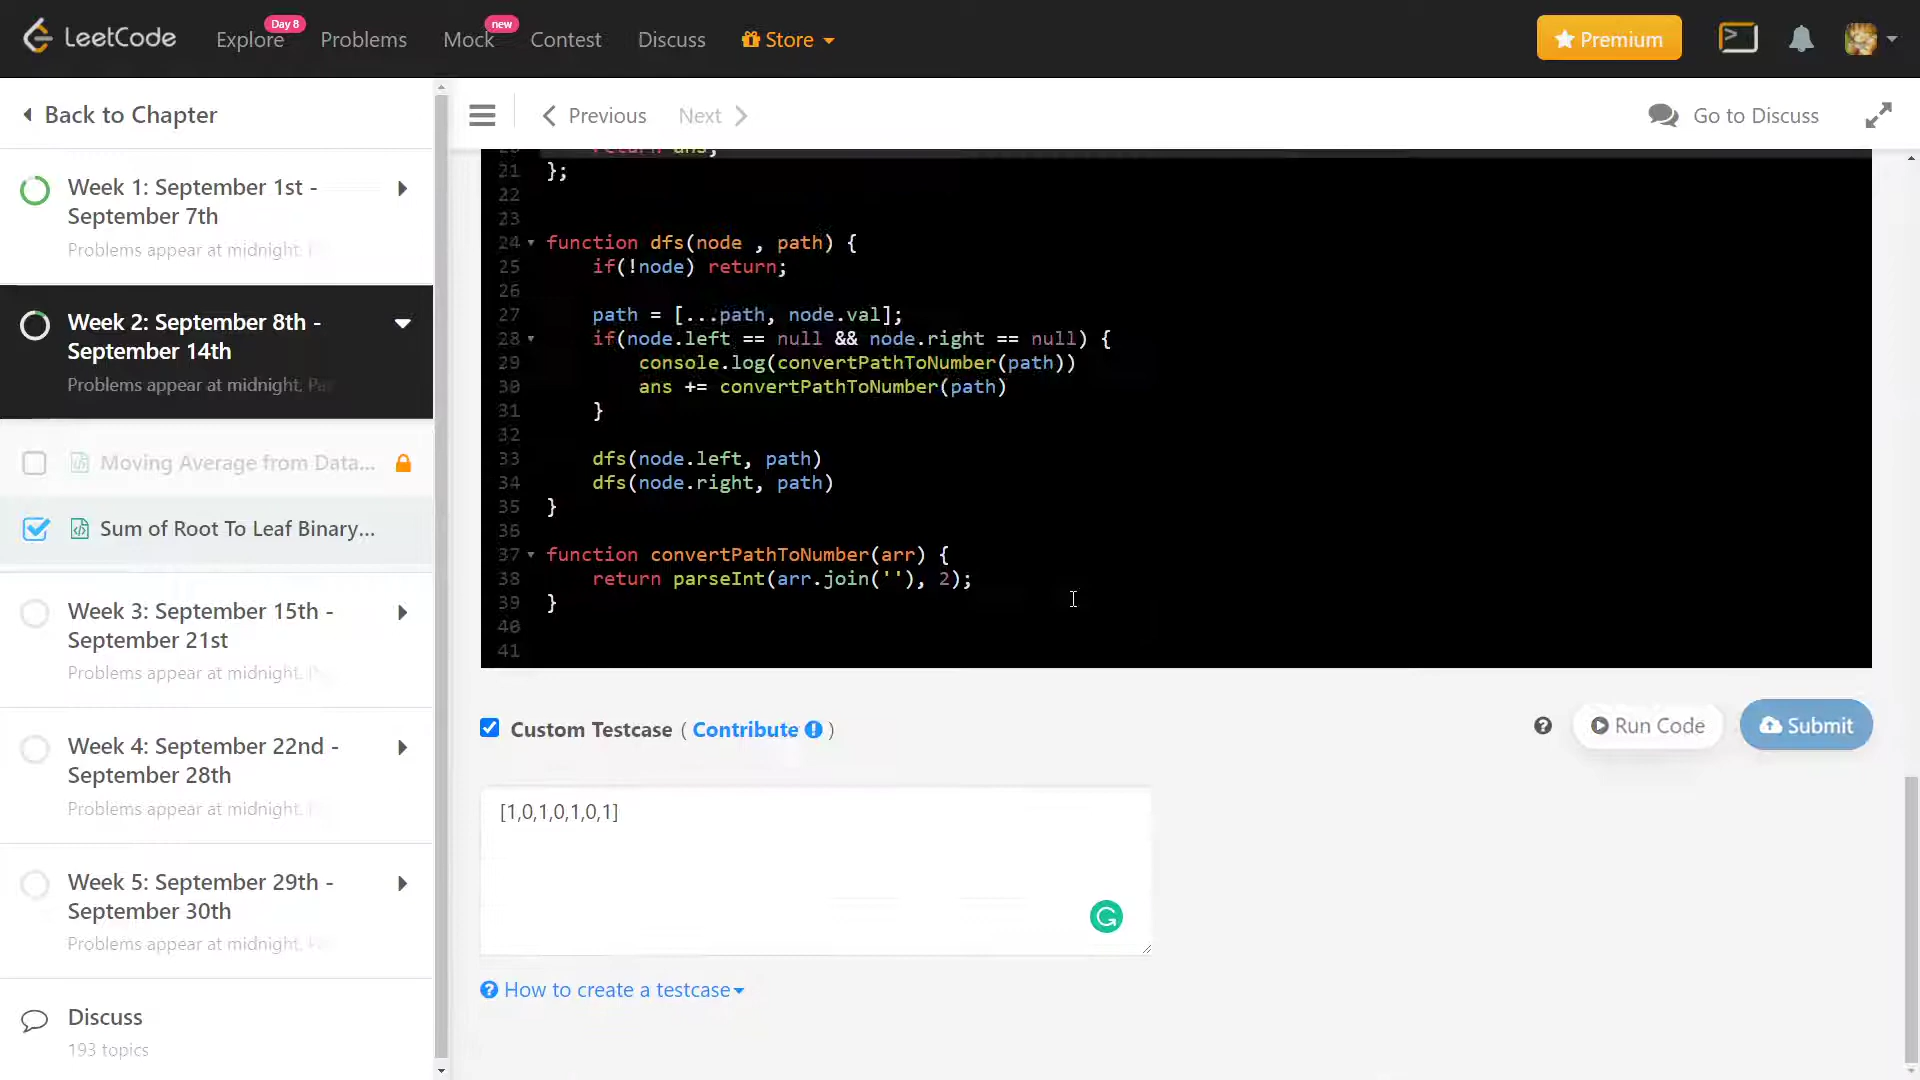 LeetCode
Explore
Day 8
Problems
Mock
new
Contest
Discuss
Store
Premium
Back to Chapter
Previous
Next
Go to Discuss
Week 1: September 1st -
September 7th
Problems appear at midnight.
Week 2: September 8th -
September 14th
Problems appear at midnight.
Moving Average from Data...
Sum of Root To Leaf Binary...
Week 3: September 15th -
September 21st
Problems appear at midnight.
Week 4: September 22nd -
September 28th
Problems appear at midnight.
Week 5: September 29th -
September 30th
Problems appear at midnight.
Discuss
193 topics
20 return ans;
21 };
22
23
24 function dfs(node , path) {
25 if(!node) return;
26
27 path = [...path, node.val];
28 if(node.left == null && node.right == null) {
29 console.log(convertPathToNumber(path))
30 ans += convertPathToNumber(path)
31 }
32
33 dfs(node.left, path)
34 dfs(node.right, path)
35 }
36
37 function convertPathToNumber(arr) {
38 return parseInt(arr.join(''), 2);
39 }
40
41
Custom Testcase ( Contribute )
Run Code
Submit
[1,0,1,0,1,0,1]
How to create a testcase